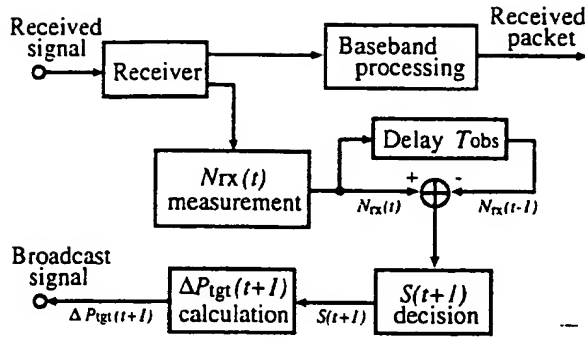 Received
signal
Receiver
Baseband
processing
Received
packet
Delay Tobs
Nrx(t)
measurement
+
-
Nrx(t)
Nrx(t-1)
Broadcast
signal
ΔPtgt(t+1)
ΔPtgt(t+1)
calculation
S(t+1)
S(t+1)
decision